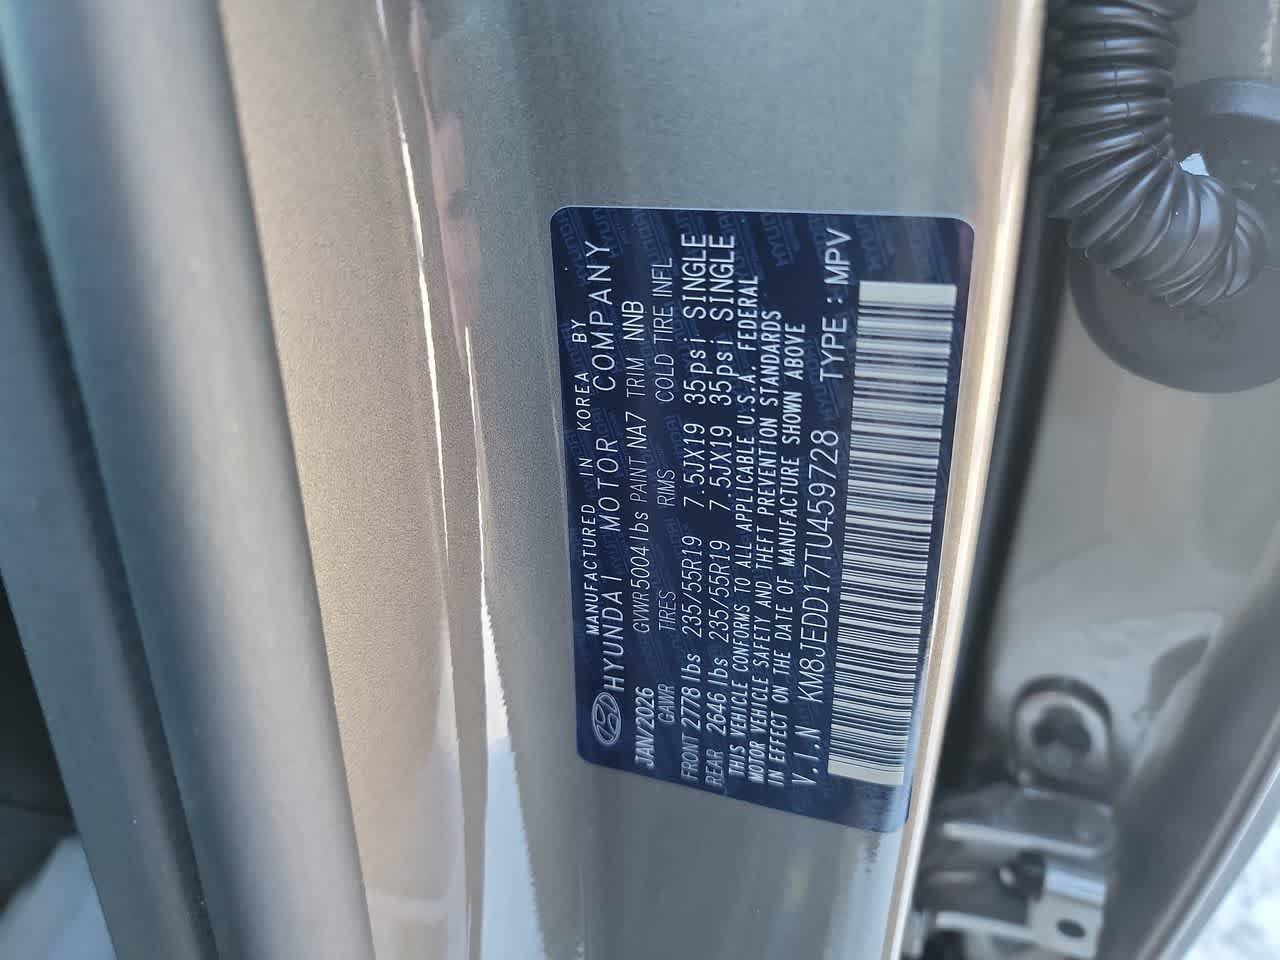 MANUFACTURED IN KOREA BY
HYUNDAI MOTOR COMPANY
JAN/2026 GVWR 5004 lbs PAINT NA7 TRIM NNB
GAWR TIRES RIMS COLD TIRE INFL
FRONT 2778 lbs 235/55R19 7.5JX19 35psi SINGLE
REAR 2646 lbs 235/55R19 7.5JX19 35psi SINGLE
THIS VEHICLE CONFORMS TO ALL APPLICABLE U.S.A. FEDERAL
MOTOR VEHICLE SAFETY AND THEFT PREVENTION STANDARDS
IN EFFECT ON THE DATE OF MANUFACTURE SHOWN ABOVE
V.I.N KM8JEDD17TU459728 TYPE : MPV